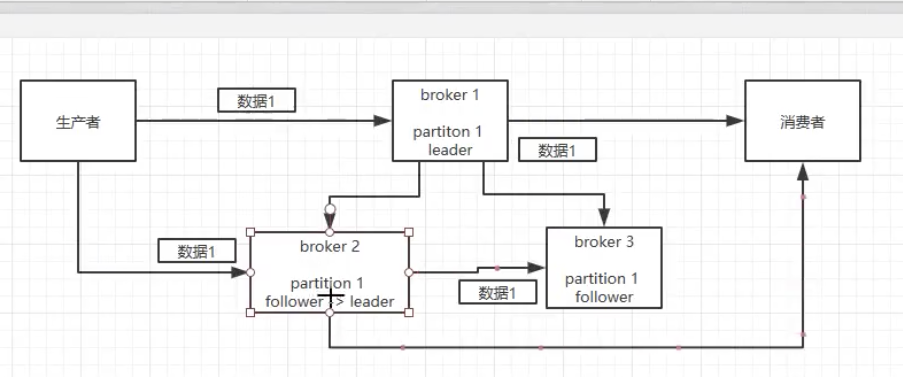 数据1
生产者
broker 1
partiton 1
leader
消费者
数据1
数据1
broker 2
partition 1
follower -> leader
broker 3
partition 1
follower
数据1